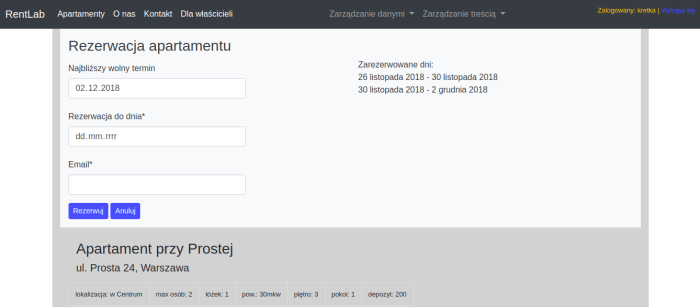 RentLab Apartamenty O nas Kontakt Dla właścicieli Zarządzanie danymi Zarządzanie treścią Zalogowany: kretka | Wyloguj się
Rezerwacja apartamentu
Najbliższy wolny termin
02.12.2018
Rezerwacja do dnia*
dd.mm.rrrr
Email*
Rezerwuj Anuluj
Zarezerwowane dni:
26 listopada 2018 - 30 listopada 2018
30 listopada 2018 - 2 grudnia 2018
Apartament przy Prostej
ul. Prosta 24, Warszawa
lokalizacja: w Centrum max osób: 2 łóżek: 1 pow.: 30mkw piętro: 3 pokoi: 1 depozyt: 200